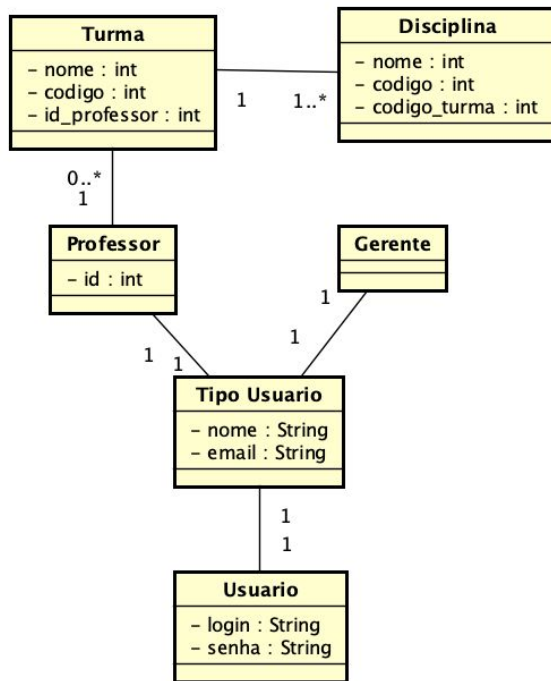 Turma
– nome : int
– codigo : int
– id_professor : int
Disciplina
– nome : int
– codigo : int
– codigo_turma : int
1
1..*
0..*
1
Professor
– id : int
Gerente
1
1
1
1
Tipo Usuario
– nome : String
– email : String
1
1
Usuario
– login : String
– senha : String